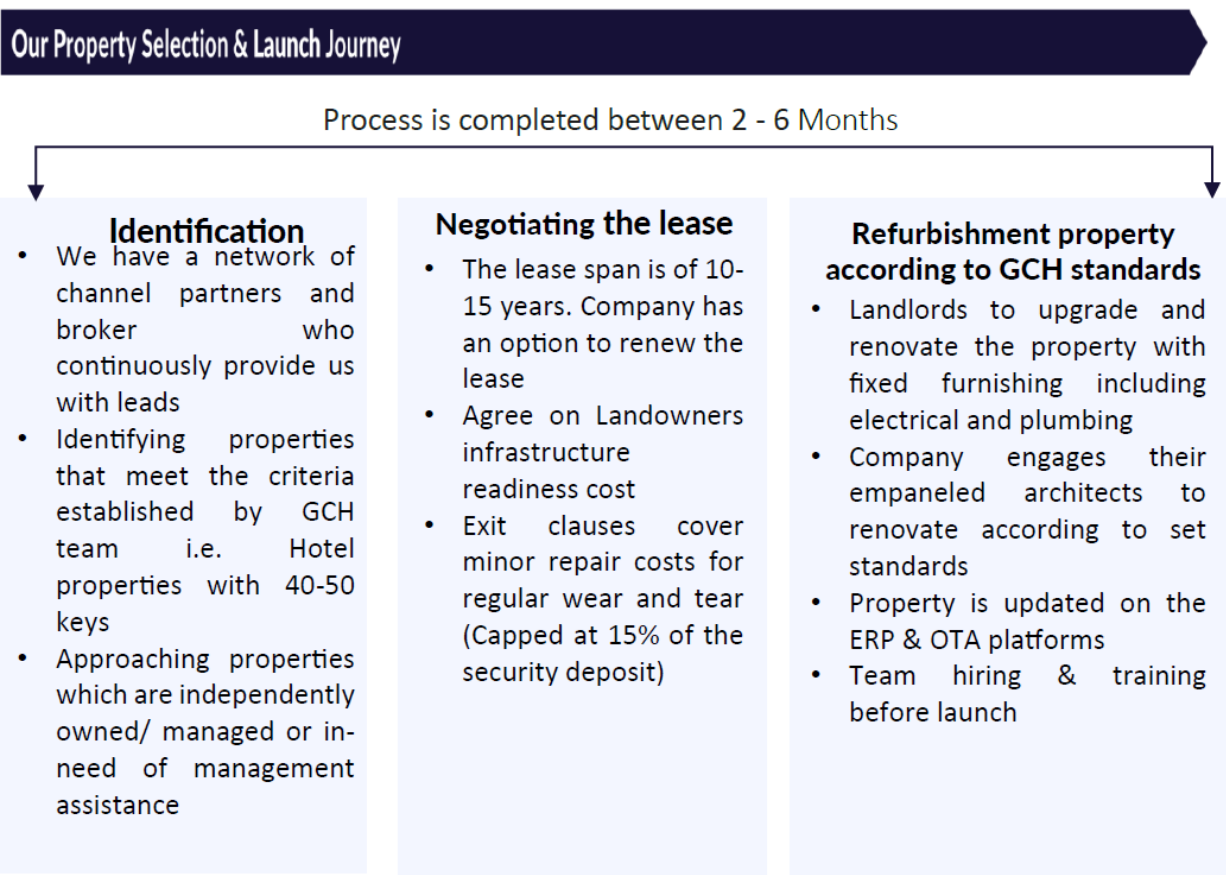 Our Property Selection & Launch Journey
Process is completed between 2 - 6 Months
Identification
• We have a network of
channel partners and
broker who
continuously provide us
with leads
• Identifying properties
that meet the criteria
established by GCH
team i.e. Hotel
properties with 40-50
keys
• Approaching properties
which are independently
owned/ managed or in-
need of management
assistance
Negotiating the lease
• The lease span is of 10-
15 years. Company has
an option to renew the
lease
• Agree on Landowners
infrastructure
readiness cost
• Exit clauses cover
minor repair costs for
regular wear and tear
(Capped at 15% of the
security deposit)
Refurbishment property
according to GCH standards
• Landlords to upgrade and
renovate the property with
fixed furnishing including
electrical and plumbing
• Company engages their
empaneled architects to
renovate according to set
standards
• Property is updated on the
ERP & OTA platforms
• Team hiring & training
before launch